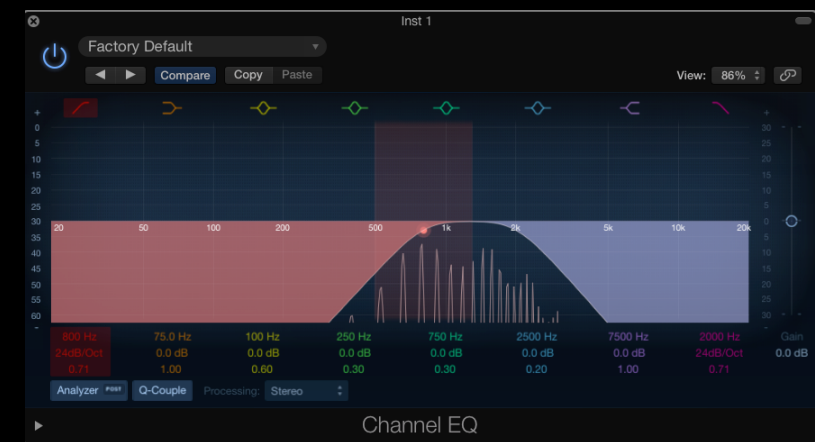 Inst 1
Factory Default
Compare Copy Paste View: 86%
+ +
0 30
5 25
10 20
15 15
20 10
25 5
30 20 50 100 200 500 1k 2k 5k 10k 20k 0
35 5
40 10
45 15
50 20
55 25
60 30
- -
800 Hz 75.0 Hz 100 Hz 250 Hz 750 Hz 2500 Hz 7500 Hz 2000 Hz Gain
24dB/Oct 0.0 dB 0.0 dB 0.0 dB 0.0 dB 0.0 dB 0.0 dB 24dB/Oct 0.0 dB
0.71 1.00 0.60 0.30 0.30 0.20 1.00 0.71
Analyzer POST Q-Couple Processing: Stereo
Channel EQ